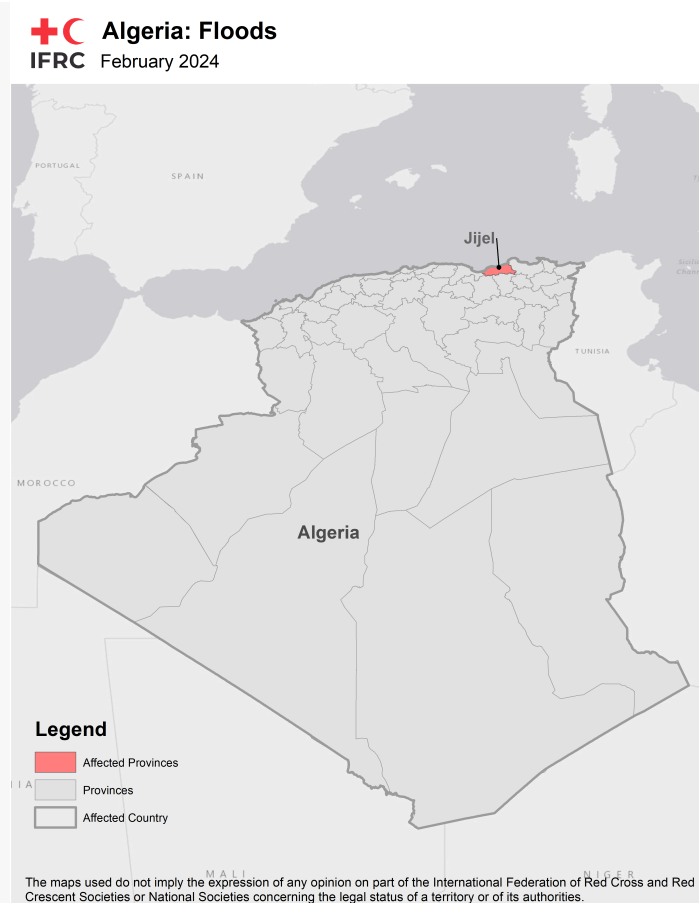 Algeria: Floods
IFRC
February 2024
PORTUGAL
SPAIN
Jijel
TUNISIA
MOROCCO
Algeria
Legend
Affected Provinces
Provinces
Affected Country
MALI
NIGER
The maps used do not imply the expression of any opinion on part of the International Federation of Red Cross and Red
Crescent Societies or National Societies concerning the legal status of a territory or of its authorities.